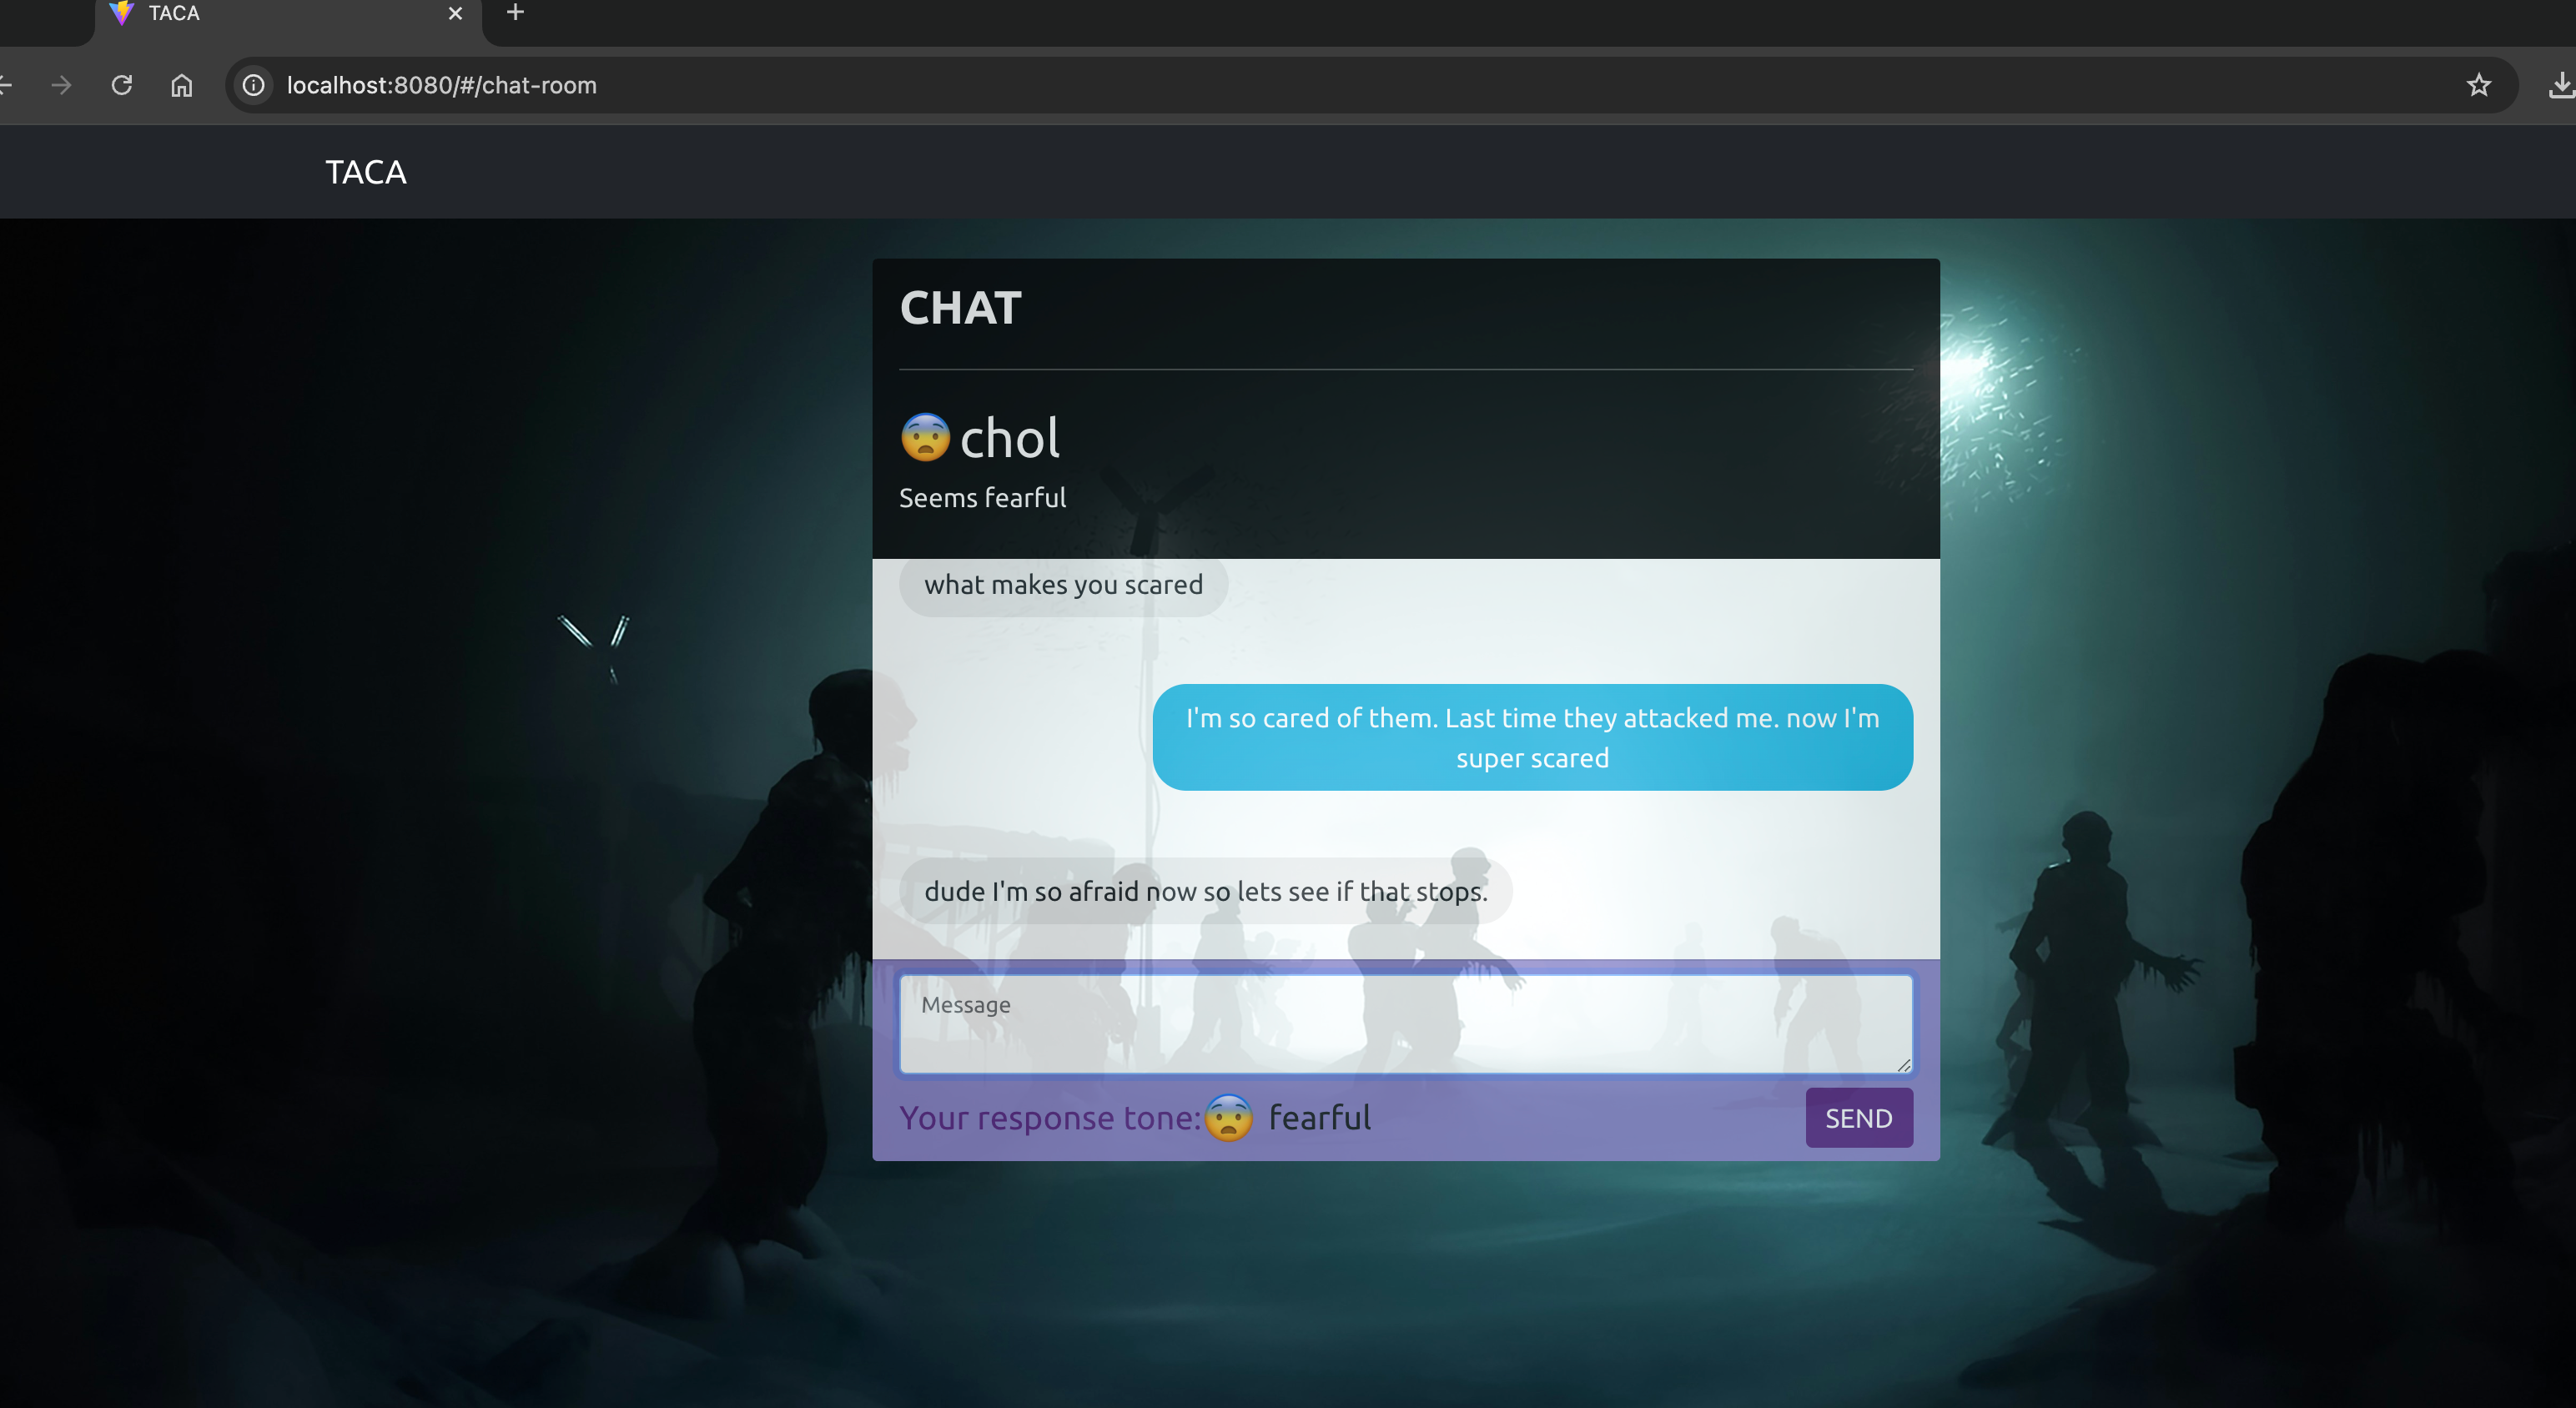 TACA
localhost:8080/#/chat-room
TACA
CHAT
😨 chol
Seems fearful
what makes you scared
I'm so cared of them. Last time they attacked me. now I'm
super scared
dude I'm so afraid now so lets see if that stops.
Message
Your response tone:😨 fearful
SEND